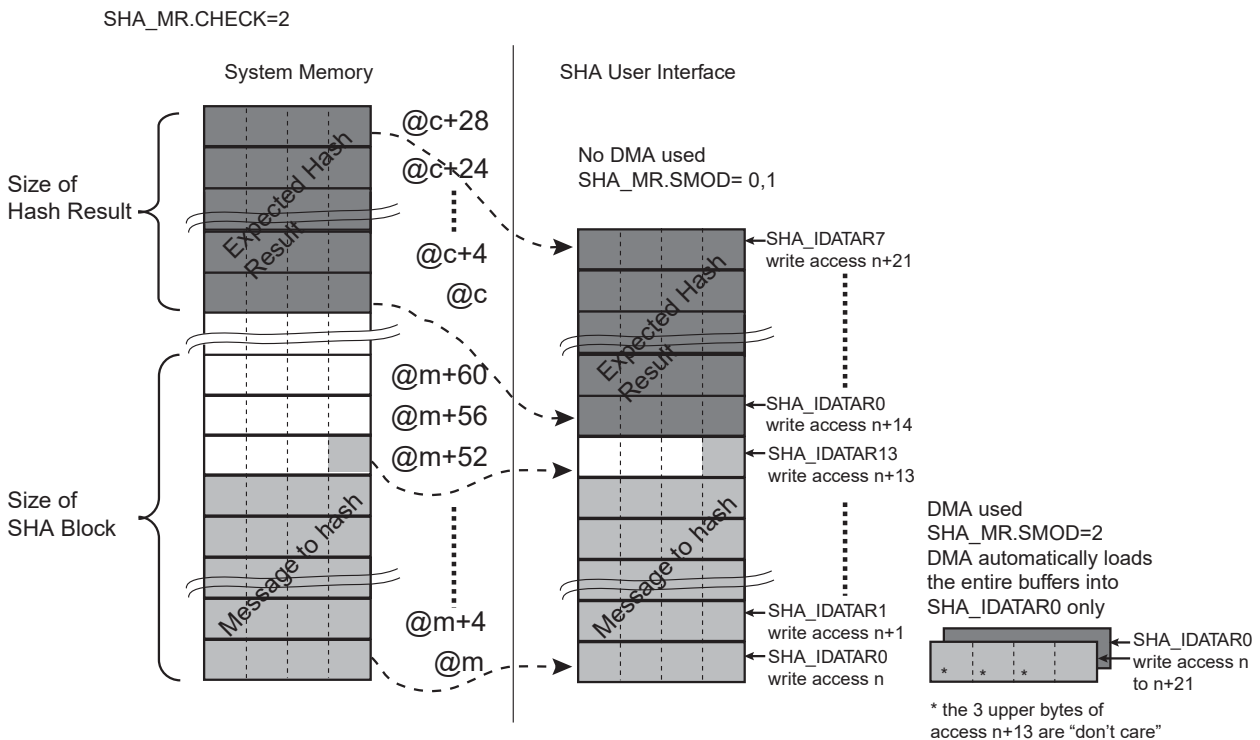 SHA_MR.CHECK=2
System Memory
SHA User Interface
Size of
Hash Result
Expected Hash
Result
@c+28
@c+24
@c+4
@c
No DMA used
SHA_MR.SMOD= 0,1
Expected Hash
Result
SHA_IDATAR7
write access n+21
SHA_IDATAR0
write access n+14
SHA_IDATAR13
write access n+13
@m+60
@m+56
@m+52
Size of
SHA Block
Message to hash
@m+4
@m
Message to hash
SHA_IDATAR1
write access n+1
SHA_IDATAR0
write access n
DMA used
SHA_MR.SMOD=2
DMA automatically loads
the entire buffers into
SHA_IDATAR0 only
* * *
SHA_IDATAR0
write access n
to n+21
* the 3 upper bytes of
access n+13 are “don’t care”